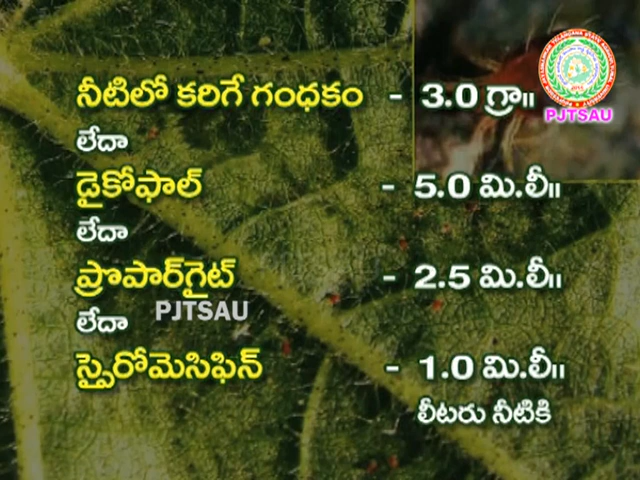 నీటిలో కరిగే గంధకం - 3.0 గ్రా॥
PJTSAU
లేదా
డైకోఫాల్ - 5.0 మి.లీ॥
లేదా
ప్రొపార్‌గైట్ - 2.5 మి.లీ॥
PJTSAU
లేదా
స్పైరోమెసిఫిన్ - 1.0 మి.లీ॥
లీటరు నీటికి